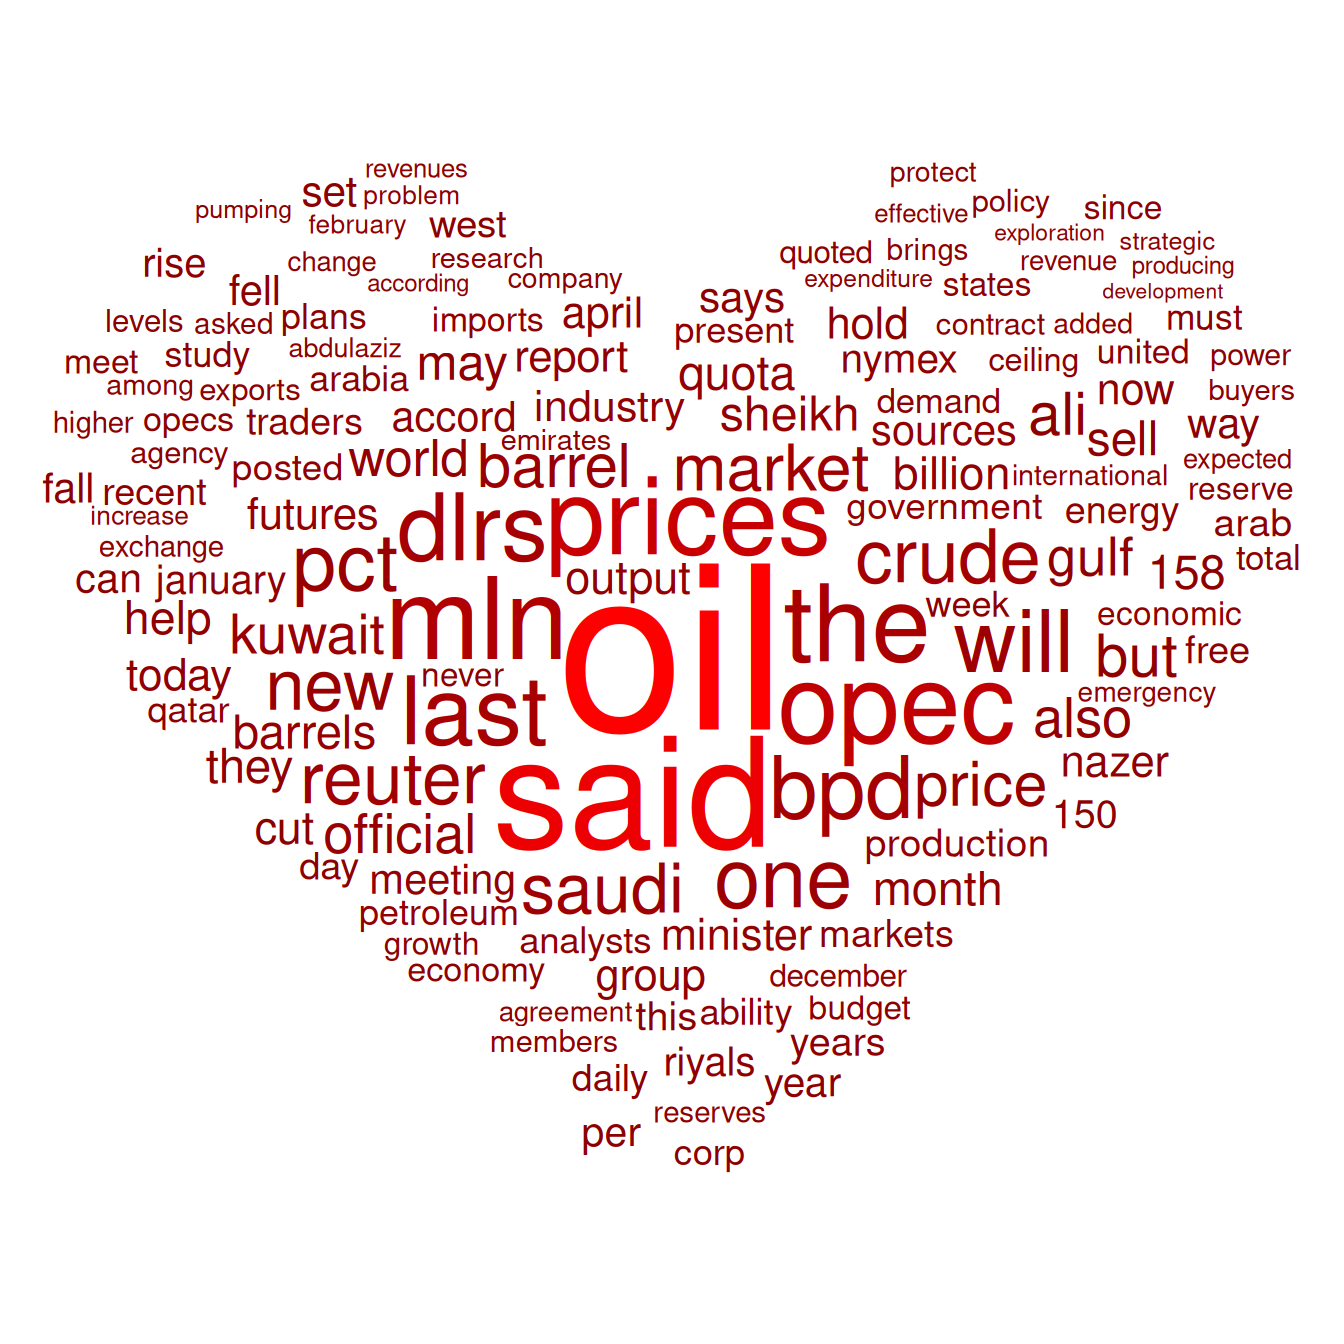 revenues
protect
set problem
policy
since
pumping
effective
february
west
exploration
strategic
quoted brings
rise
change
research
revenue
producing
according
company
expenditure
states
development
fell
says
levels asked plans
imports
april
present
hold
contract added
must
meet
study
abdulaziz
may report
nymex
ceiling
united
power
among exports
arabia
quota
now
buyers
higher opecs traders
accord
industry
sheikh
demand
sources
ali
sell
way
emirates
agency posted
world
barrel
market
billion
international
expected
fall recent
reserve
increase
futures
dlrs
prices
government
energy
arab
exchange
pct
crude
gulf
158
total
can january
output
help
kuwait
mln
oil
the
week
will
economic
but
free
today
new
never
last
opec
emergency
qatar
barrels
also
they
reuter
said
bpd
price
nazer
cut official
150
production
day
meeting
saudi
one
month
petroleum
growth
analysts
minister
markets
economy
group
december
agreement
this
ability
budget
members
years
riyals
daily
year
reserves
per
corp